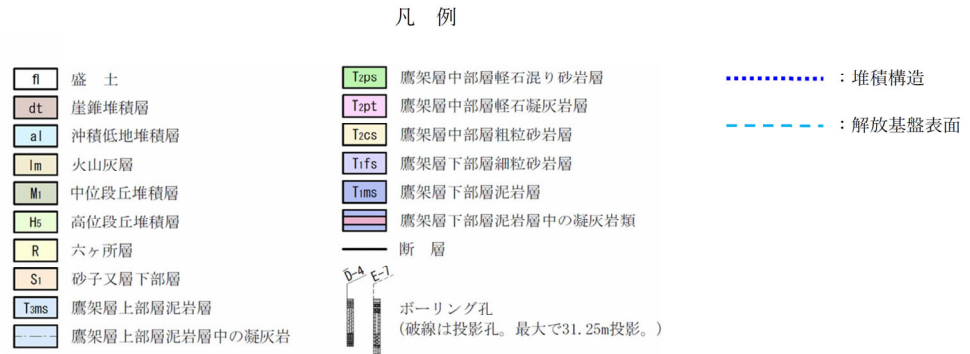 凡 例
fl 盛 土
dt 崖錐堆積層
al 沖積低地堆積層
lm 火山灰層
M1 中位段丘堆積層
H5 高位段丘堆積層
R 六ヶ所層
S1 砂子又層下部層
T3ms 鷹架層上部層泥岩層
鷹架層上部層泥岩層中の凝灰岩
T2ps 鷹架層中部層軽石混り砂岩層
T2pt 鷹架層中部層軽石凝灰岩層
T2cs 鷹架層中部層粗粒砂岩層
T1fs 鷹架層下部層細粒砂岩層
T1ms 鷹架層下部層泥岩層
鷹架層下部層泥岩層中の凝灰岩類
断 層
D-4 E-7
ボーリング孔
(破線は投影孔。最大で31.25m投影。)
：堆積構造
：解放基盤表面